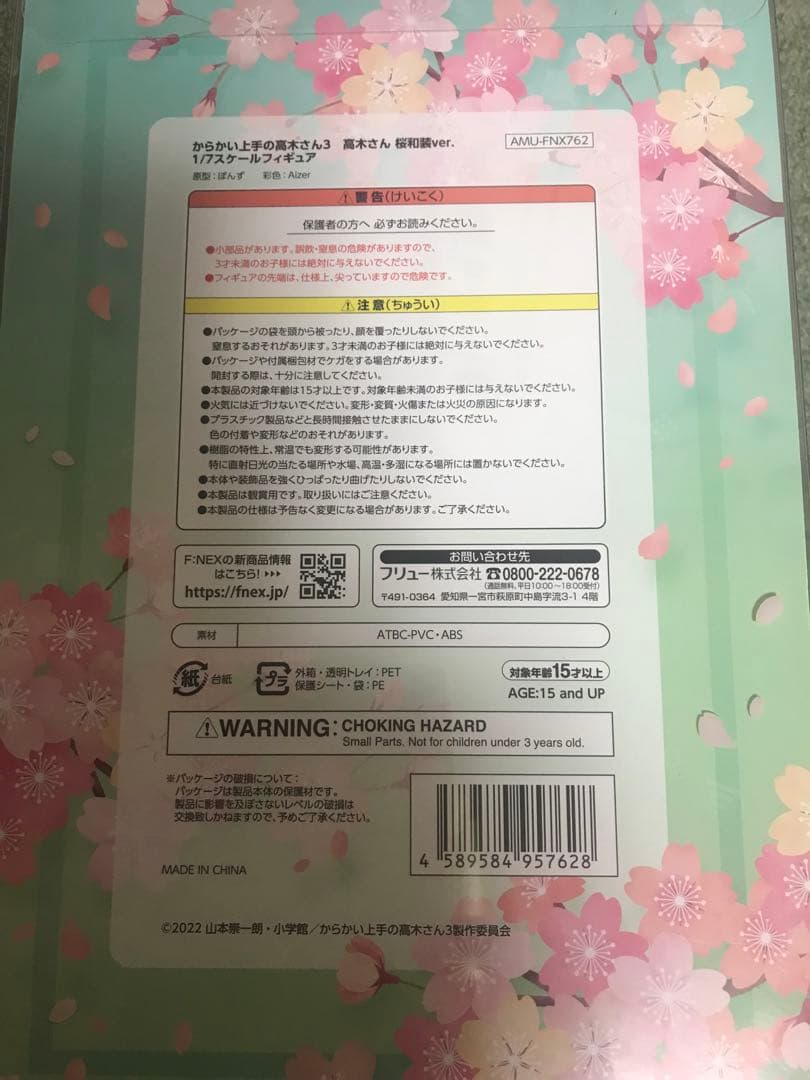 からかい上手の高木さん3　高木さん 桜和装ver.
1/7スケールフィギュア
AMU-FNX762
原型：ぽんず　彩色：Aizer
⚠警告(けいこく)
保護者の方へ 必ずお読みください。
●小部品があります。誤飲・窒息の危険がありますので、
3才未満のお子様には絶対に与えないでください。
●フィギュアの先端は、仕様上、尖っていますので危険です。
⚠注意(ちゅうい)
●パッケージの袋を頭から被ったり、顔を覆ったりしないでください。
窒息するおそれがあります。3才未満のお子様には絶対に与えないでください。
●パッケージや付属梱包材でケガをする場合があります。
開封する際は、十分に注意してください。
●本製品の対象年齢は15才以上です。対象年齢未満のお子様には与えないでください。
●火気には近づけないでください。変形・変質・火傷または火災の原因になります。
●プラスチック製品などと長時間接触させたままにしないでください。
色の付着や変形などのおそれがあります。
●樹脂の特性上、常温でも変形する可能性があります。
特に直射日光の当たる場所や水場、高温・多湿になる場所には置かないでください。
●本体や装飾品を強くひっぱったり曲げたりしないでください。
●本製品は観賞用です。取り扱いにはご注意ください。
●本製品の仕様は予告なく変更になる場合があります。ご了承ください。
F:NEXの新商品情報
はこちら!▸▸▸
https://fnex.jp/
お問い合わせ先
フリュー株式会社 ☎0800-222-0678
(通話無料、平日10:00～18:00受付)
〒491-0364 愛知県一宮市萩原町中島字流3-1 4階
素材 ATBC-PVC・ABS
紙 台紙
プラ 外箱・透明トレイ：PET
保護シート・袋：PE
対象年齢15才以上
AGE:15 and UP
⚠WARNING: CHOKING HAZARD
Small Parts. Not for children under 3 years old.
※パッケージの破損について：
パッケージは製品本体の保護材です。
製品に影響を及ぼさないレベルの破損は
交換致しかねますので、予めご了承ください。
4 589584 957628
MADE IN CHINA
©2022 山本崇一朗・小学館／からかい上手の高木さん3製作委員会